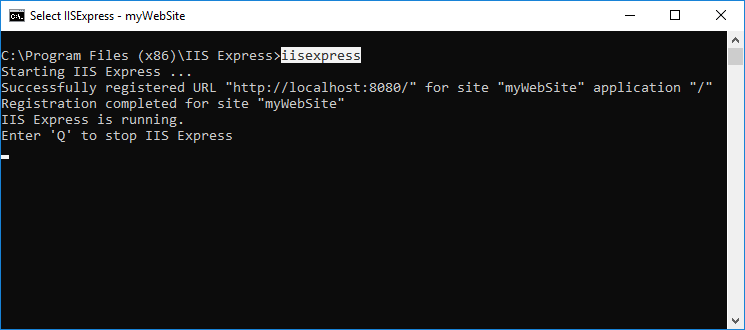 Select IISExpress - myWebSite
C:\Program Files (x86)\IIS Express>iisexpress
Starting IIS Express ...
Successfully registered URL "http://localhost:8080/" for site "myWebSite" application "/"
Registration completed for site "myWebSite"
IIS Express is running.
Enter 'Q' to stop IIS Express